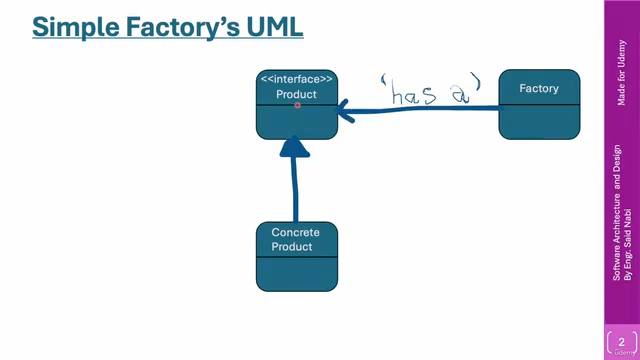 Simple Factory's UML
<<interface>>
Product
'has a'
Factory
Concrete
Product
Made for Udemy
Software Architecture and Design
By Engr. Said Nabi
2
udemy